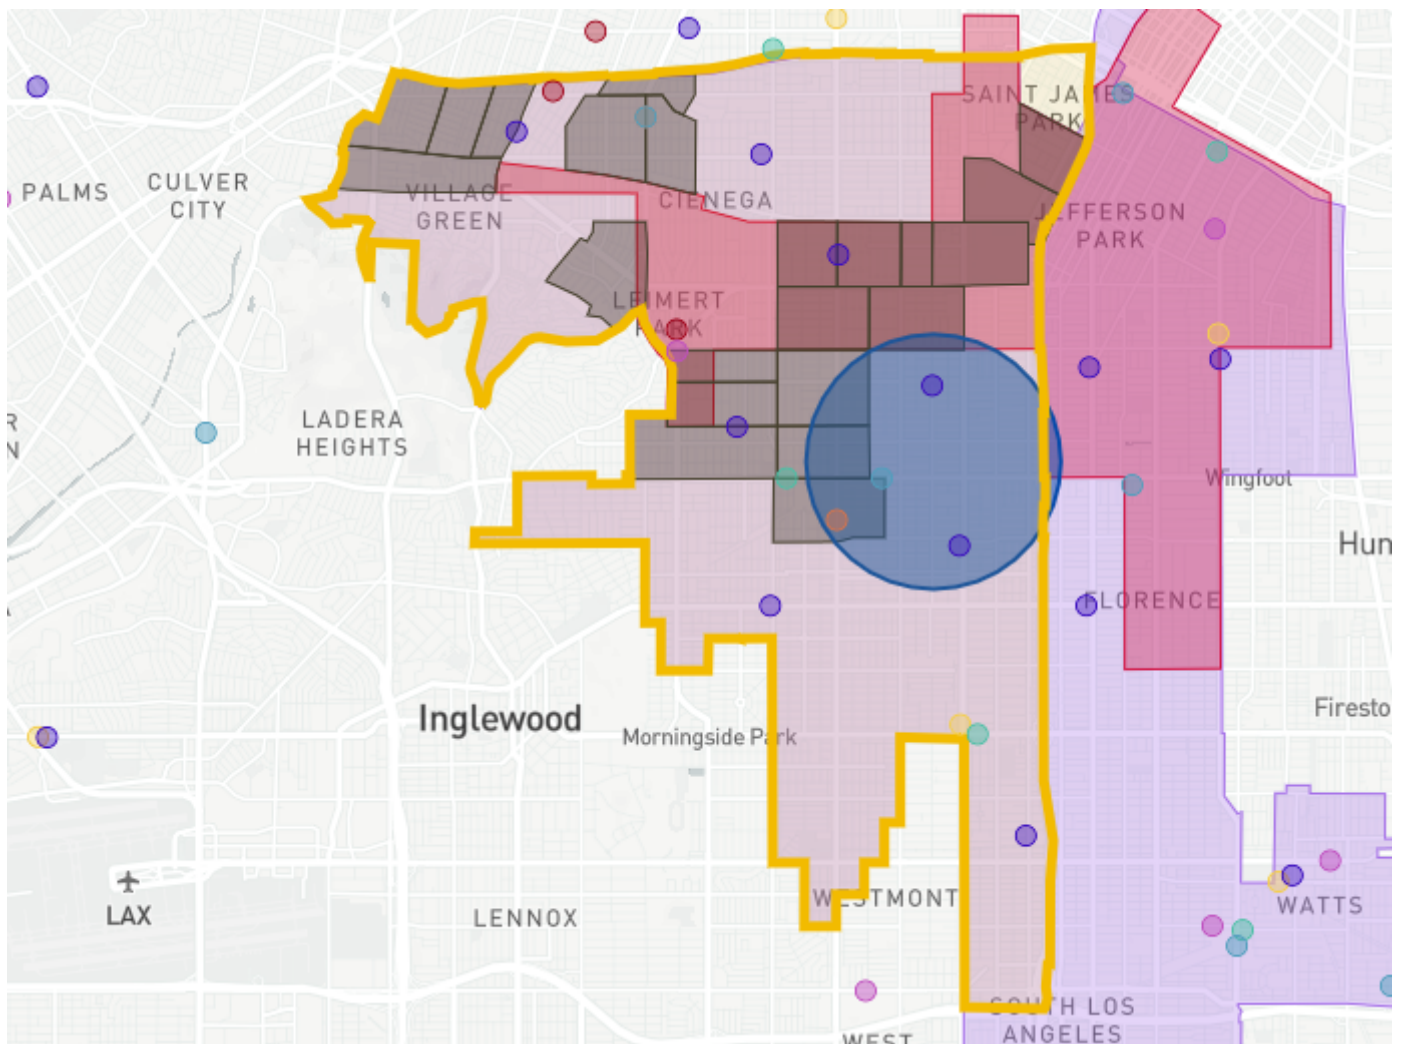 SAINT JAMES
PARK
PALMS
CULVER
CITY
VILLAGE
GREEN
CIENEGA
JEFFERSON
PARK
LEIMERT
PARK
LADERA
HEIGHTS
R
N
Wingfoot
Hun
FLORENCE
Inglewood
Morningside Park
Firesto
WESTMONT
WATTS
LAX
LENNOX
SOUTH LOS
ANGELES
WEST